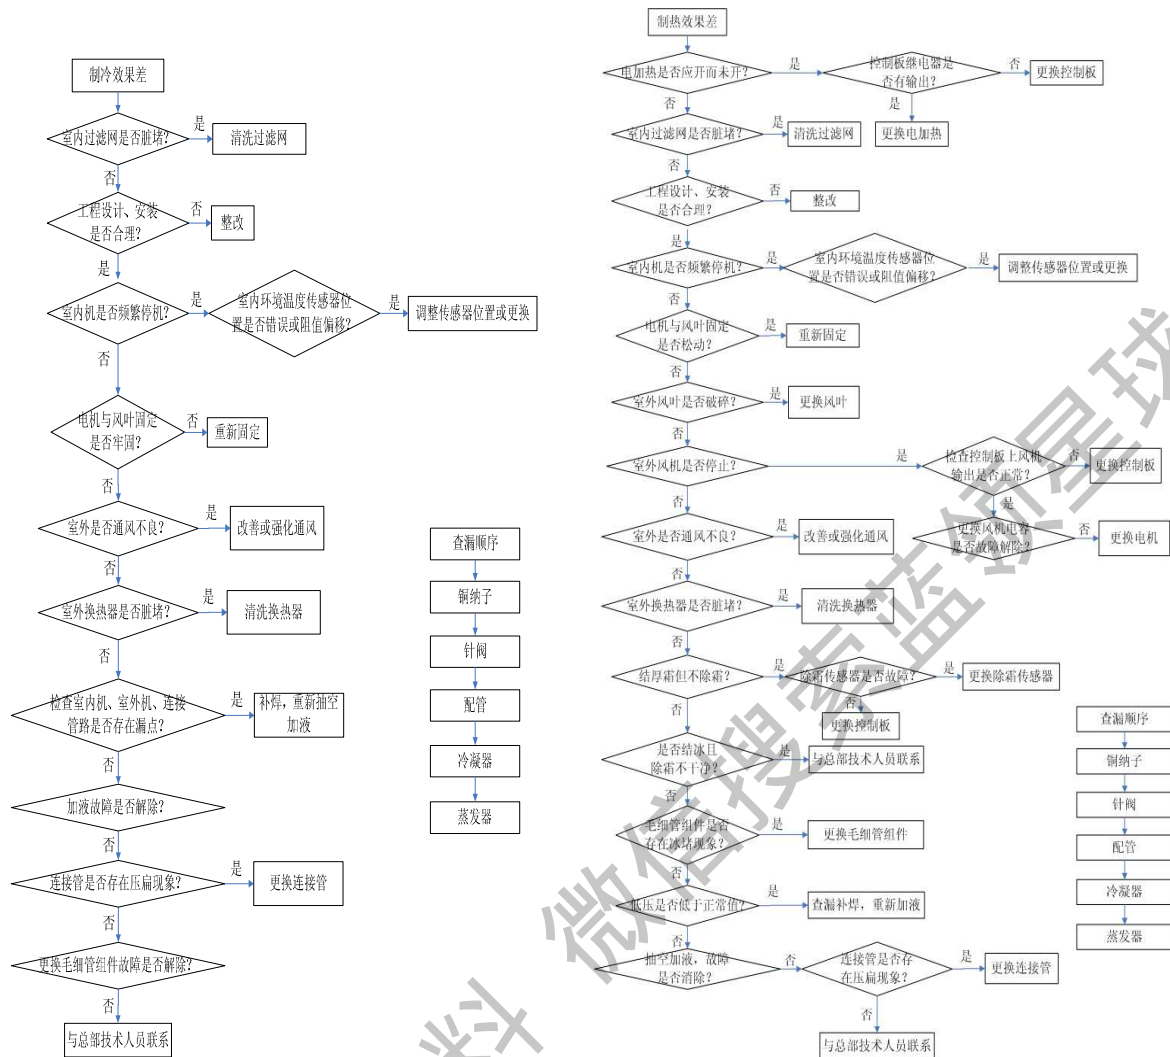 制冷效果差
室内过滤网是否脏堵?
是
清洗过滤网
否
工程设计、安装
是否合理?
否
整改
是
室内机是否频繁停机?
是
室内环境温度传感器位
置是否错误或阻值偏移?
是
调整传感器位置或更换
否
电机与风叶固定
是否牢固?
否
重新固定
否
室外是否通风不良?
是
改善或强化通风
否
室外换热器是否脏堵?
是
清洗换热器
否
检查室内机、室外机、连接
管路是否存在漏点?
是
补焊,重新抽空
加液
否
加液故障是否解除?
否
连接管是否存在压扁现象?
是
更换连接管
否
更换毛细管组件故障是否解除?
否
与总部技术人员联系
查漏顺序
铜纳子
针阀
配管
冷凝器
蒸发器
制热效果差
电加热是否应开而未开?
是
控制板继电器是
否有输出?
否
更换控制板
是
更换电加热
否
室内过滤网是否脏堵?
是
清洗过滤网
否
工程设计、安装
是否合理?
否
整改
是
室内机是否频繁停机?
是
室内环境温度传感器位
置是否错误或阻值偏移?
是
调整传感器位置或更换
否
电机与风叶固定
是否松动?
是
重新固定
否
室外风叶是否破碎?
是
更换风叶
否
室外风机是否停止?
是
检查控制板上风机
输出是否正常?
否
更换控制板
是
更换风机电容
是否故障解除?
否
更换电机
否
室外是否通风不良?
是
改善或强化通风
否
室外换热器是否脏堵?
是
清洗换热器
否
结厚霜但不除霜?
是
除霜传感器是否故障?
是
更换除霜传感器
否
更换控制板
否
是否结冰且
除霜不干净?
是
与总部技术人员联系
否
毛细管组件是否
存在冰堵现象?
是
更换毛细管组件
否
低压是否低于正常值?
是
查漏补焊,重新加液
否
抽空加液,故障
是否消除?
否
连接管是否存
在压扁现象?
是
更换连接管
否
与总部技术人员联系
查漏顺序
铜纳子
针阀
配管
冷凝器
蒸发器
料 微信搜索蓝领星球